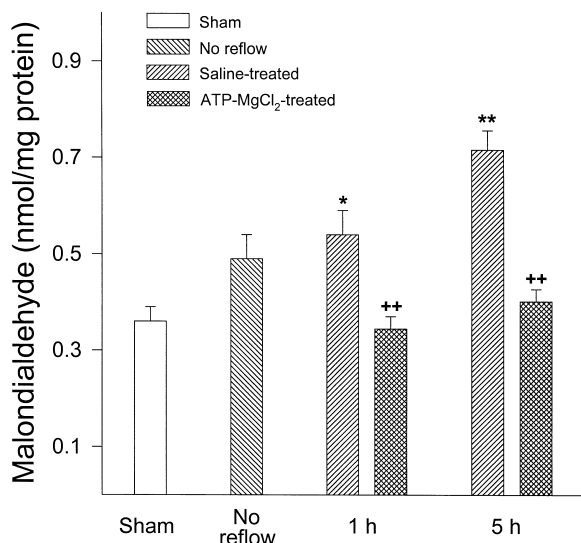 Sham
No reflow
Saline-treated
ATP-MgCl₂-treated
Malondialdehyde (nmol/mg protein)
0.9
0.7
0.5
0.3
0.1
*
++
**
++
Sham
No
reflow
1 h
5 h